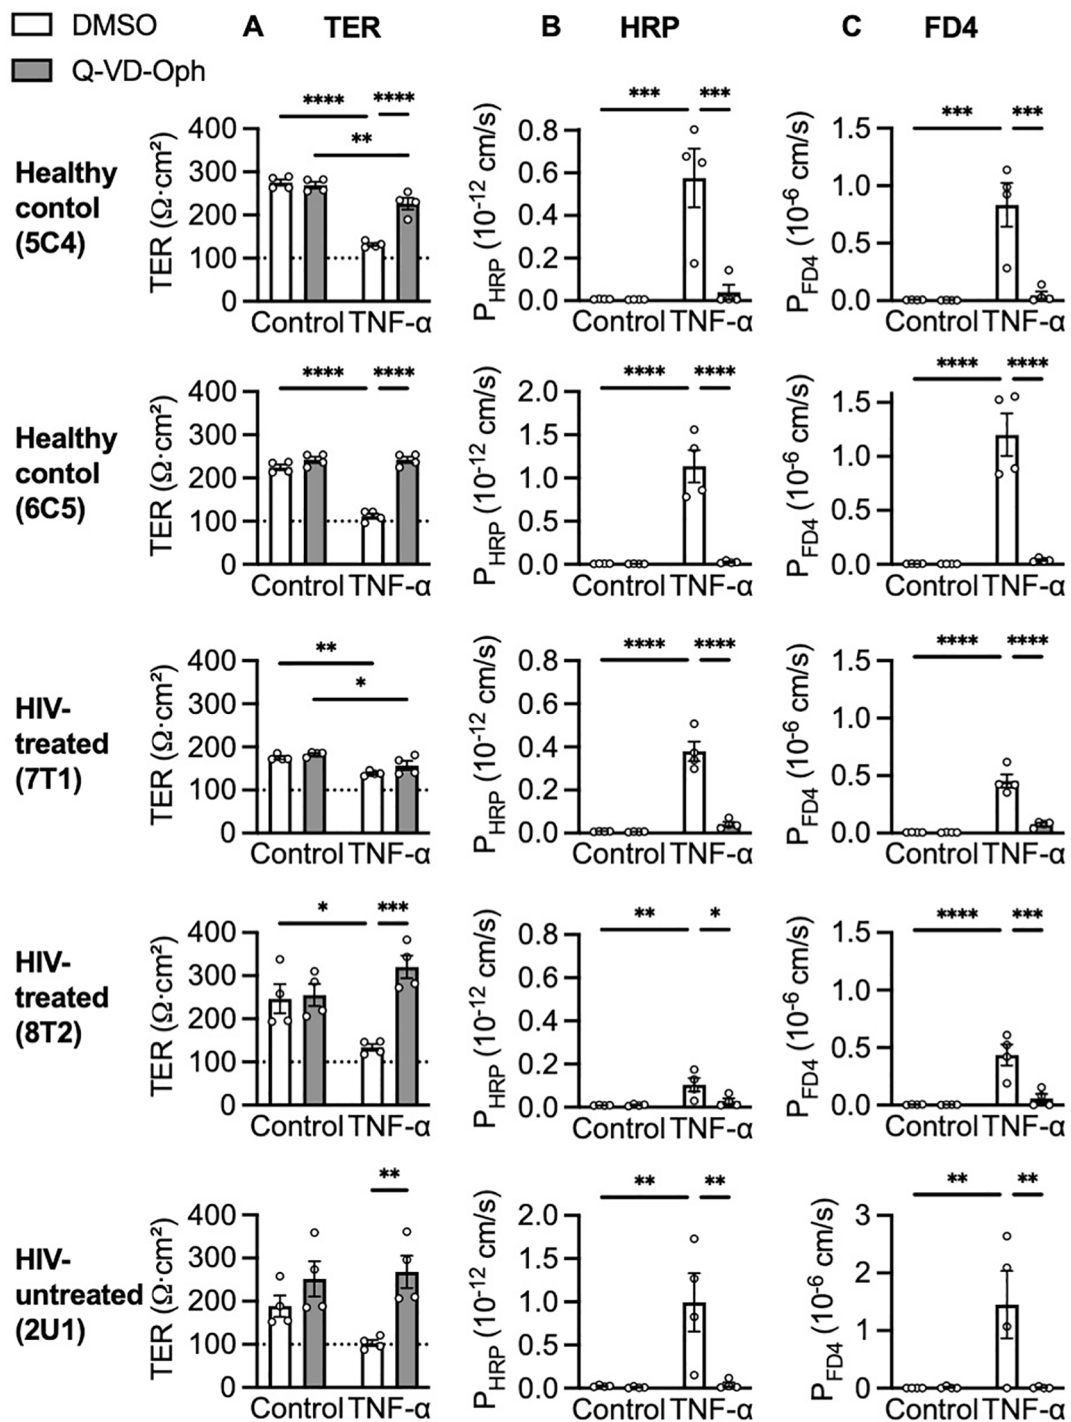 DMSO
Q-VD-Oph
A TER
B HRP
C FD4
Healthy
contol
(5C4)
TER (Ω·cm²)
400
300
200
100
0
Control TNF-α
**** **** **
P_HRP (10^-12 cm/s)
0.8
0.6
0.4
0.2
0.0
Control TNF-α
*** ***
P_FD4 (10^-6 cm/s)
1.5
1.0
0.5
0.0
Control TNF-α
*** ***
Healthy
contol
(6C5)
TER (Ω·cm²)
400
300
200
100
0
Control TNF-α
**** ****
P_HRP (10^-12 cm/s)
2.0
1.5
1.0
0.5
0.0
Control TNF-α
**** ****
P_FD4 (10^-6 cm/s)
1.5
1.0
0.5
0.0
Control TNF-α
**** ****
HIV-
treated
(7T1)
TER (Ω·cm²)
400
300
200
100
0
Control TNF-α
** *
P_HRP (10^-12 cm/s)
0.8
0.6
0.4
0.2
0.0
Control TNF-α
**** ****
P_FD4 (10^-6 cm/s)
1.5
1.0
0.5
0.0
Control TNF-α
**** ****
HIV-
treated
(8T2)
TER (Ω·cm²)
400
300
200
100
0
Control TNF-α
* ***
P_HRP (10^-12 cm/s)
0.8
0.6
0.4
0.2
0.0
Control TNF-α
** *
P_FD4 (10^-6 cm/s)
1.5
1.0
0.5
0.0
Control TNF-α
**** ***
HIV-
untreated
(2U1)
TER (Ω·cm²)
400
300
200
100
0
Control TNF-α
**
P_HRP (10^-12 cm/s)
2.0
1.5
1.0
0.5
0.0
Control TNF-α
** **
P_FD4 (10^-6 cm/s)
3
2
1
0
Control TNF-α
** **